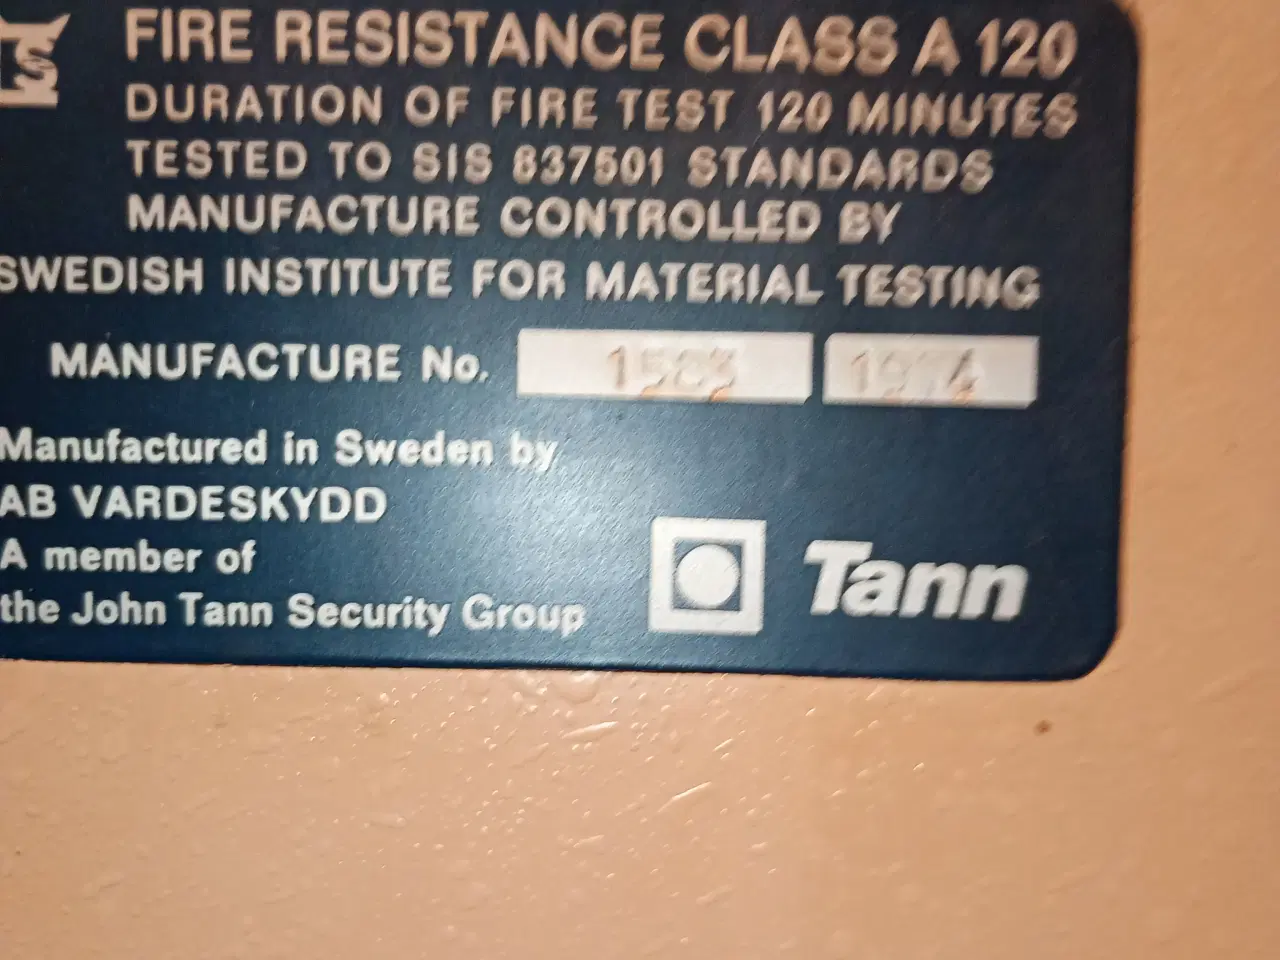 FIRE RESISTANCE CLASS A 120
DURATION OF FIRE TEST 120 MINUTES
TESTED TO SIS 837501 STANDARDS
MANUFACTURE CONTROLLED BY
SWEDISH INSTITUTE FOR MATERIAL TESTING
MANUFACTURE No.
Manufactured in Sweden by
AB VARDESKYDD
A member of
the John Tann Security Group
Tann